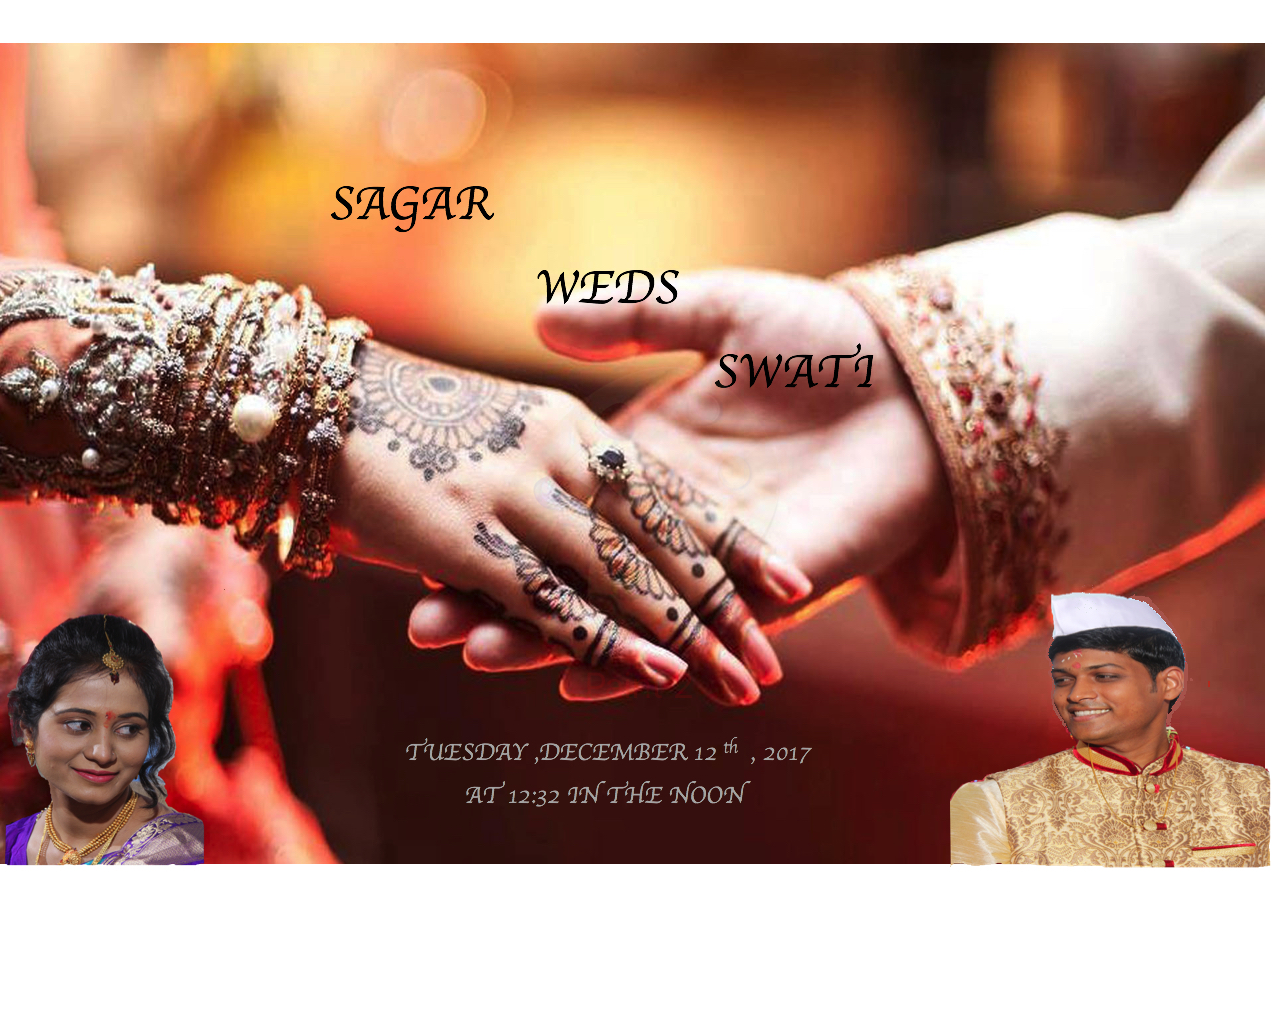 SAGAR
WEDS
SWATI
TUESDAY ,DECEMBER 12 th , 2017
AT 12:32 IN THE NOON